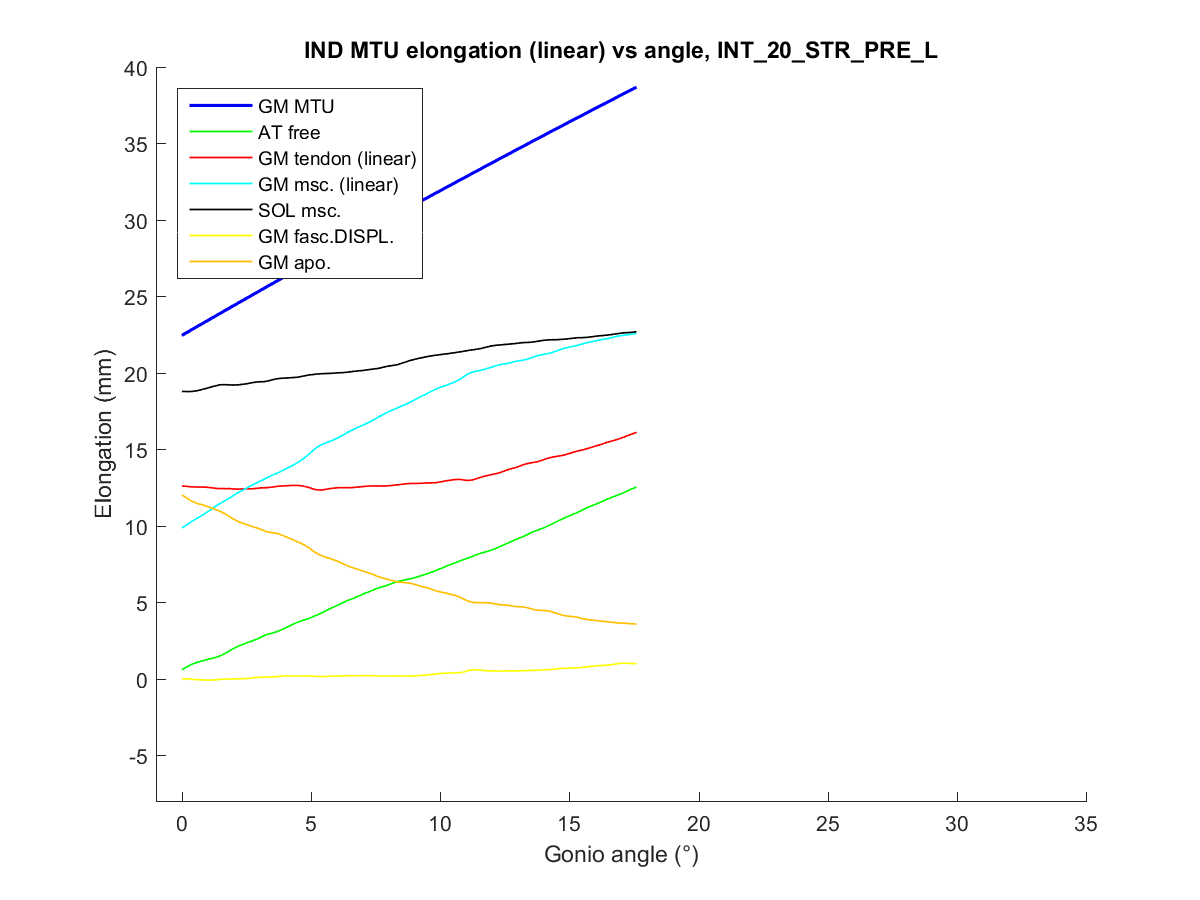 IND MTU elongation (linear) vs angle, INT_20_STR_PRE_L
40
35
30
25
20
15
10
5
0
-5
Elongation (mm)
GM MTU
AT free
GM tendon (linear)
GM msc. (linear)
SOL msc.
GM fasc.DISPL.
GM apo.
0 5 10 15 20 25 30 35
Gonio angle (°)